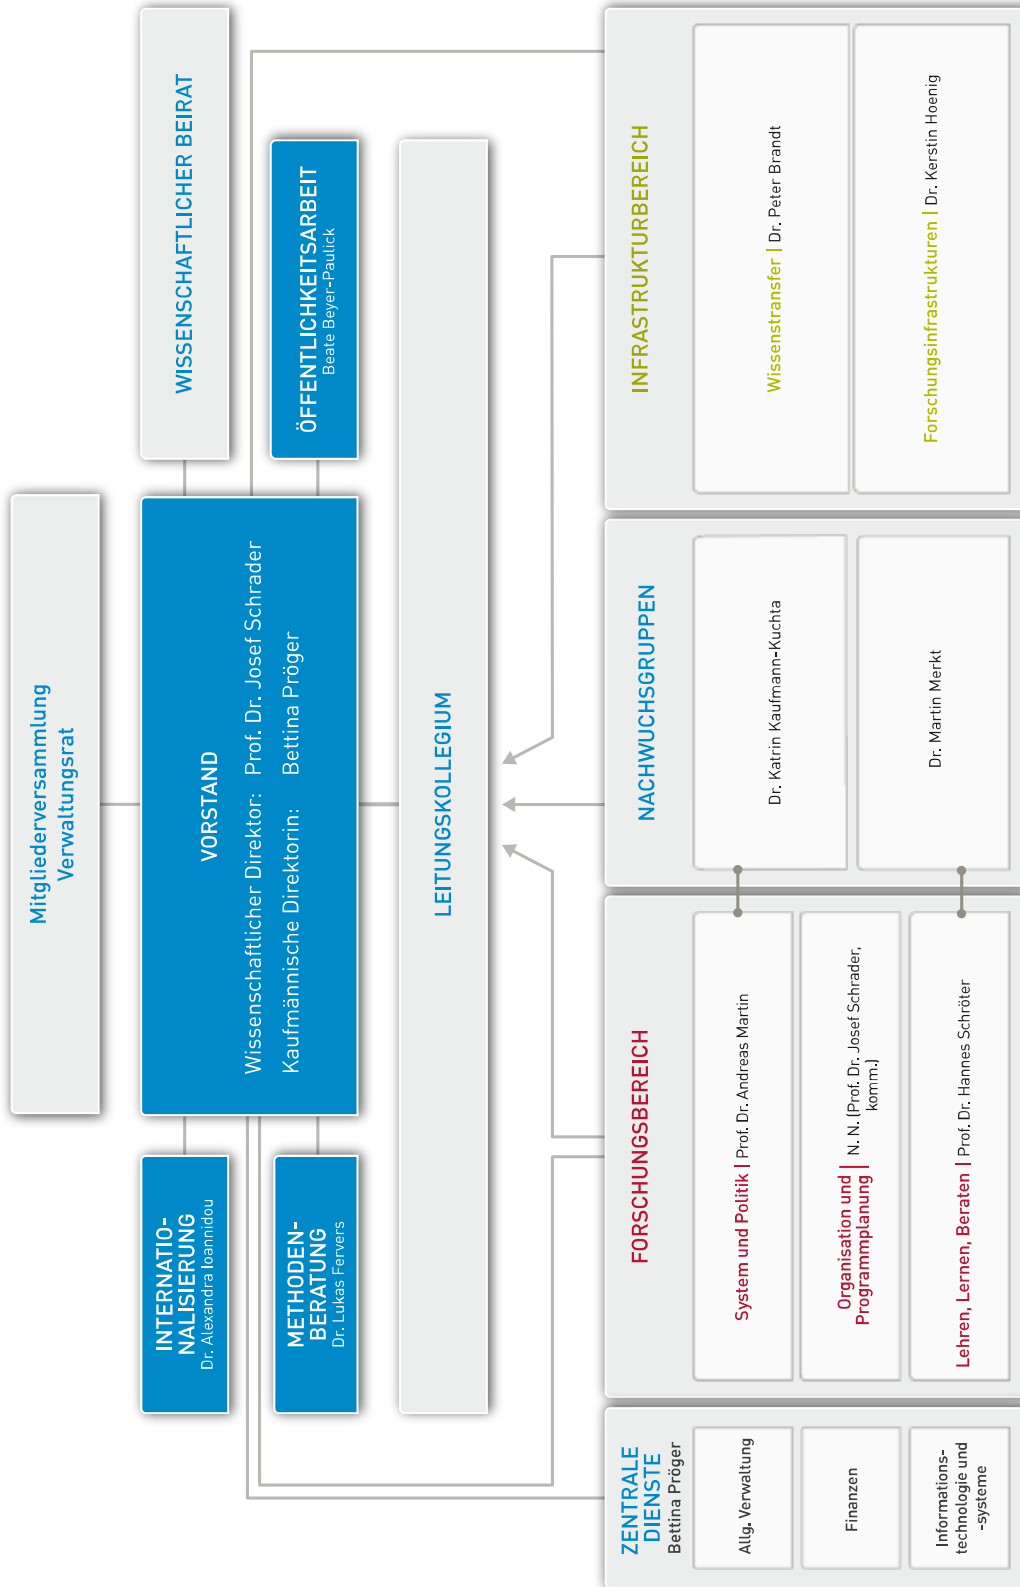 Mitgliederversammlung
Verwaltungsrat
INTERNATIO-
NALISIERUNG
Dr. Alexandra Ioannidou
METHODEN-
BERATUNG
Dr. Lukas Fervers
VORSTAND
Wissenschaftlicher Direktor: Prof. Dr. Josef Schrader
Kaufmännische Direktorin: Bettina Pröger
WISSENSCHAFTLICHER BEIRAT
ÖFFENTLICHKEITSARBEIT
Beate Beyer-Paulick
LEITUNGSKOLLEGIUM
ZENTRALE
DIENSTE
Bettina Pröger
Allg. Verwaltung
Finanzen
Informations-
technologie und
-systeme
FORSCHUNGSBEREICH
System und Politik | Prof. Dr. Andreas Martin
Organisation und | N. N. (Prof. Dr. Josef Schrader,
Programmplanung | komm.)
Lehren, Lernen, Beraten | Prof. Dr. Hannes Schröter
NACHWUCHSGRUPPEN
Dr. Katrin Kaufmann-Kuchta
Dr. Martin Merkt
INFRASTRUKTURBEREICH
Wissenstransfer | Dr. Peter Brandt
Forschungsinfrastrukturen | Dr. Kerstin Hoenig